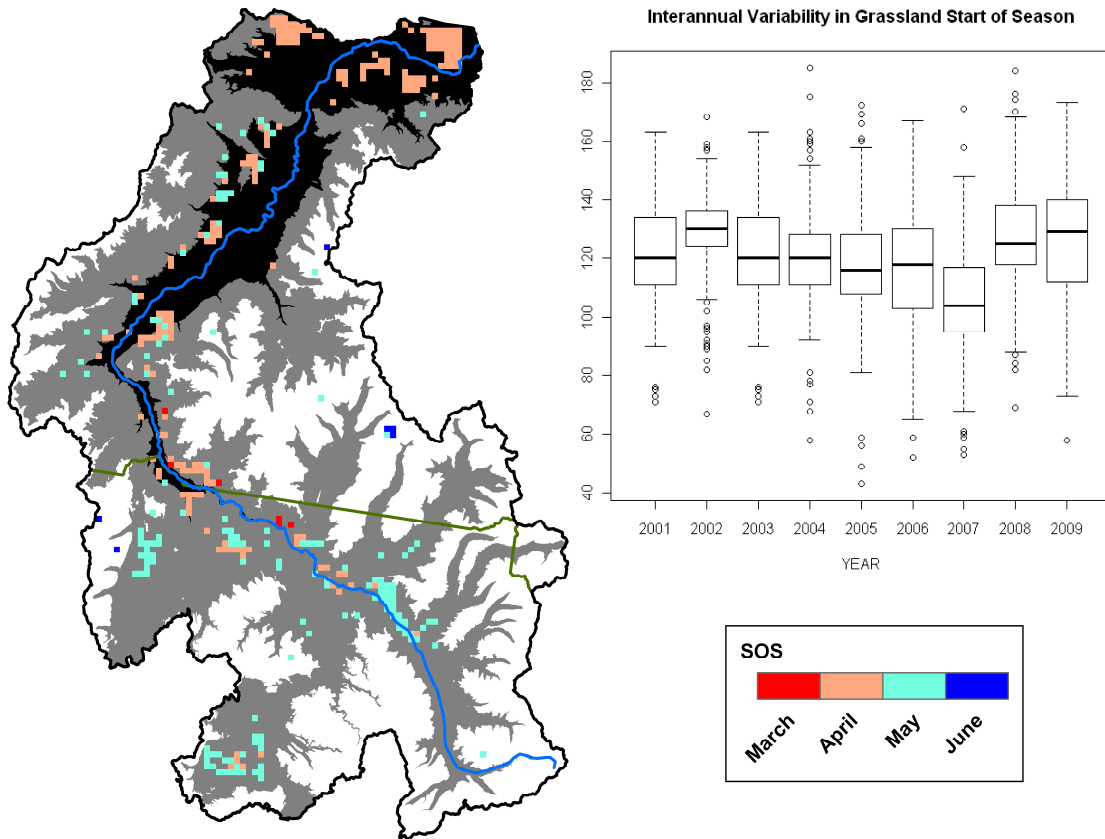 Interannual Variability in Grassland Start of Season
180
160
140
120
100
80
60
40
2001 2002 2003 2004 2005 2006 2007 2008 2009
YEAR
SOS
March April May June